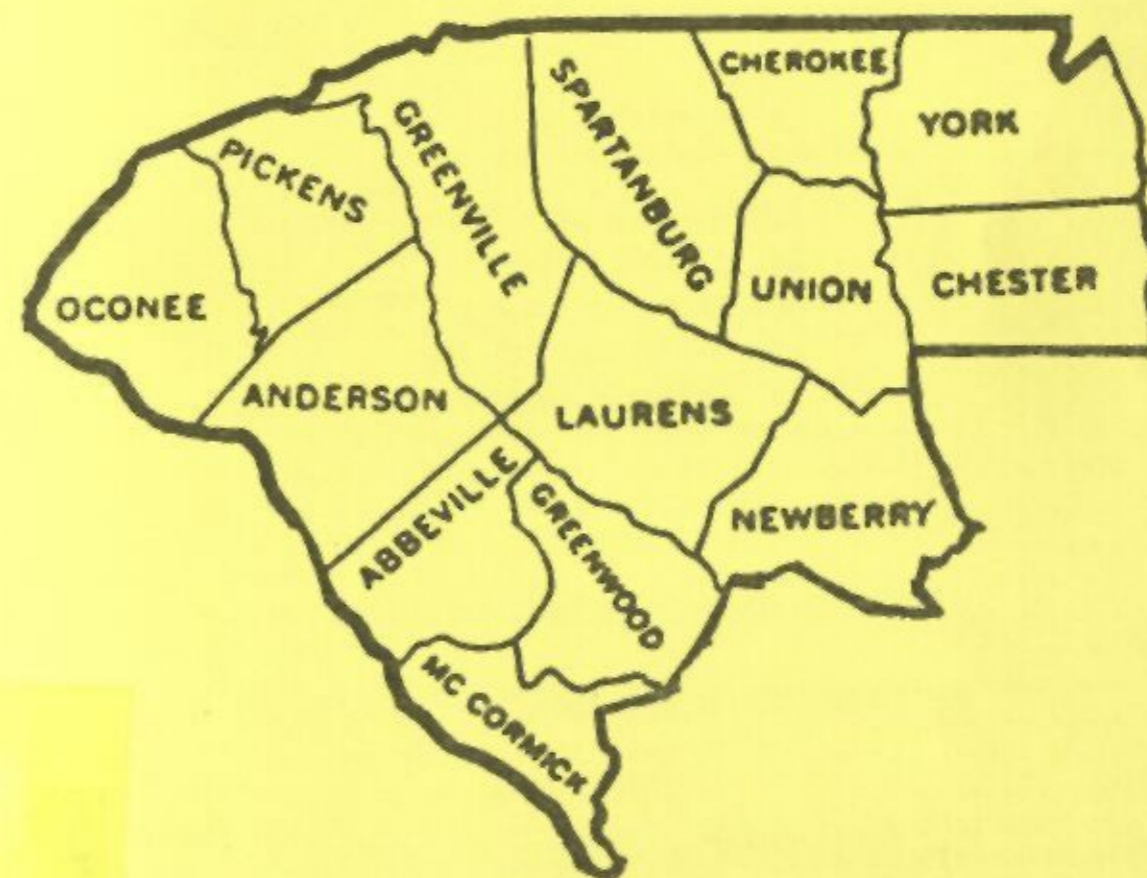 CHEROKEE
SPARTANBURG
YORK
GREENVILLE
PICKENS
UNION
CHESTER
OCONEE
ANDERSON
LAURENS
ABBEVILLE
GREENWOOD
NEWBERRY
MC CORMICK